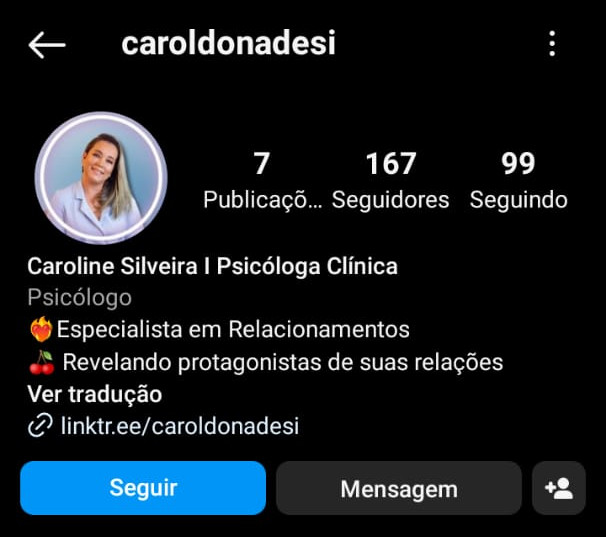 caroldonadesi
7 167 99
Publicaçõ... Seguidores Seguindo
Caroline Silveira I Psicóloga Clínica
Psicólogo
❤️‍🔥Especialista em Relacionamentos
🍒 Revelando protagonistas de suas relações
Ver tradução
linktr.ee/caroldonadesi
Seguir Mensagem